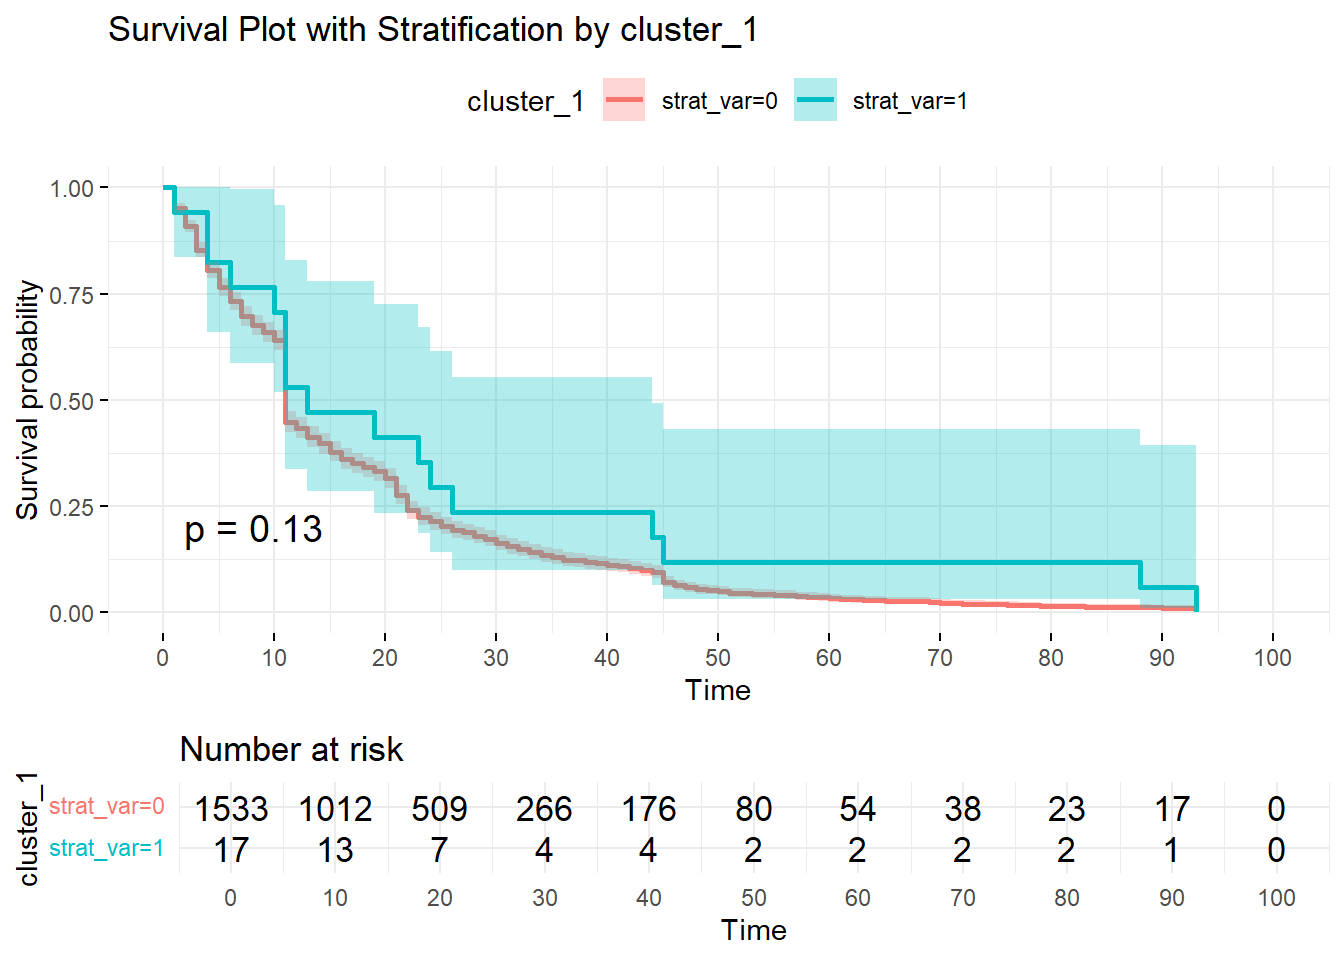 Survival Plot with Stratification by cluster_1
cluster_1 strat_var=0 strat_var=1
Survival probability
1.00
0.75
0.50
0.25
0.00
p = 0.13
0 10 20 30 40 50 60 70 80 90 100
Time
Number at risk
cluster_1
strat_var=0 1533 1012 509 266 176 80 54 38 23 17 0
strat_var=1 17 13 7 4 4 2 2 2 2 1 0
0 10 20 30 40 50 60 70 80 90 100
Time